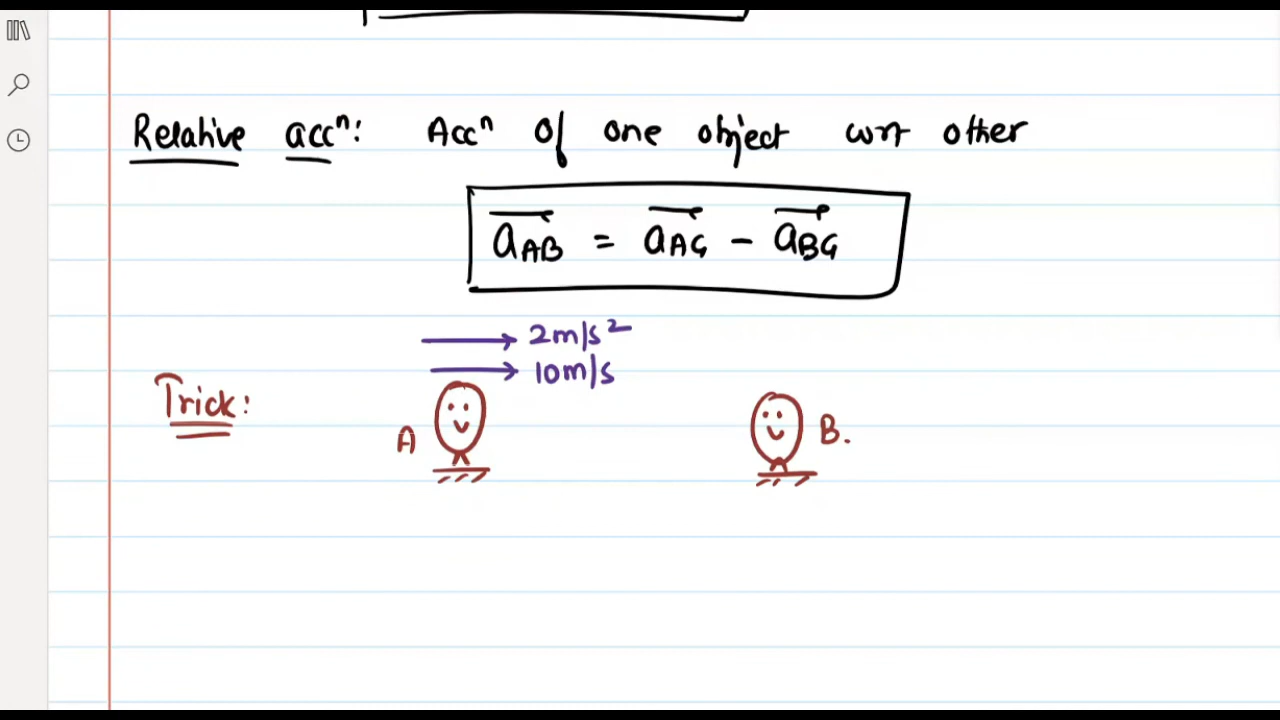 Relative accⁿ: Accⁿ of one object wrt other
a⃗AB = a⃗AG - a⃗BG
2m/s²
10m/s
Trick:
A
B.